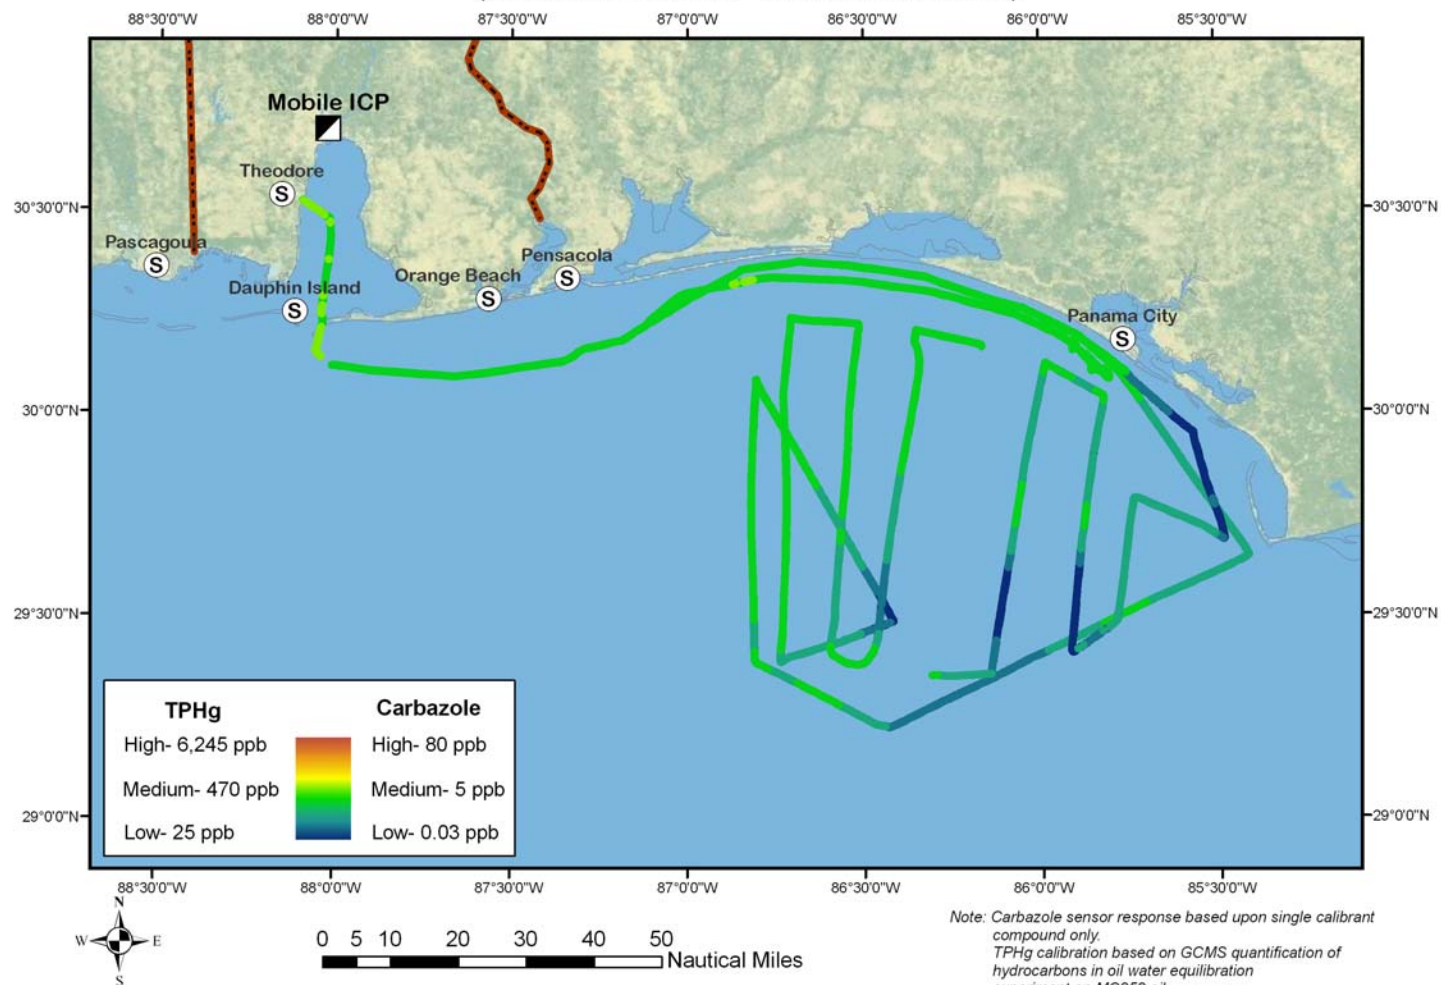 88°30'0"W 88°0'0"W 87°30'0"W 87°0'0"W 86°30'0"W 86°0'0"W 85°30'0"W
Mobile ICP
Theodore
S
30°30'0"N 30°30'0"N
Pascagoula
S
Pensacola
S
Orange Beach
S
Dauphin Island
S
Panama City
S
30°0'0"N 30°0'0"N
29°30'0"N 29°30'0"N
TPHg Carbazole
High- 6,245 ppb High- 80 ppb
Medium- 470 ppb Medium- 5 ppb
Low- 25 ppb Low- 0.03 ppb
29°0'0"N 29°0'0"N
88°30'0"W 88°0'0"W 87°30'0"W 87°0'0"W 86°30'0"W 86°0'0"W 85°30'0"W
N
W E
S
0 5 10 20 30 40 50
Nautical Miles
Note: Carbazole sensor response based upon single calibrant
compound only.
TPHg calibration based on GCMS quantification of
hydrocarbons in oil water equilibration